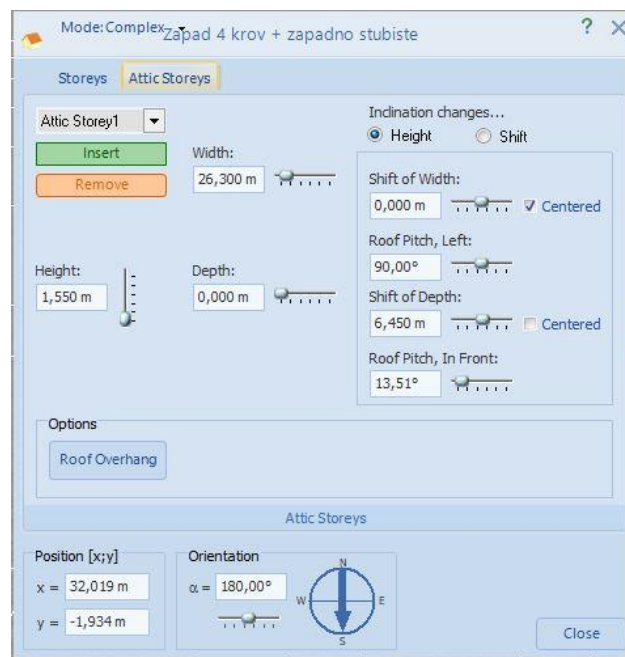 Mode:Complex Zapad 4 krov + zapadno stubiste ?
Storeys Attic Storeys
Attic Storey1
Insert
Remove
Width:
26,300 m
Height:
1,550 m
Depth:
0,000 m
Inclination changes...
Height Shift
Shift of Width:
0,000 m Centered
Roof Pitch, Left:
90,00°
Shift of Depth:
6,450 m Centered
Roof Pitch, In Front:
13,51°
Options
Roof Overhang
Attic Storeys
Position [x;y]
x = 32,019 m
y = -1,934 m
Orientation
α = 180,00°
N
W E
S
Close